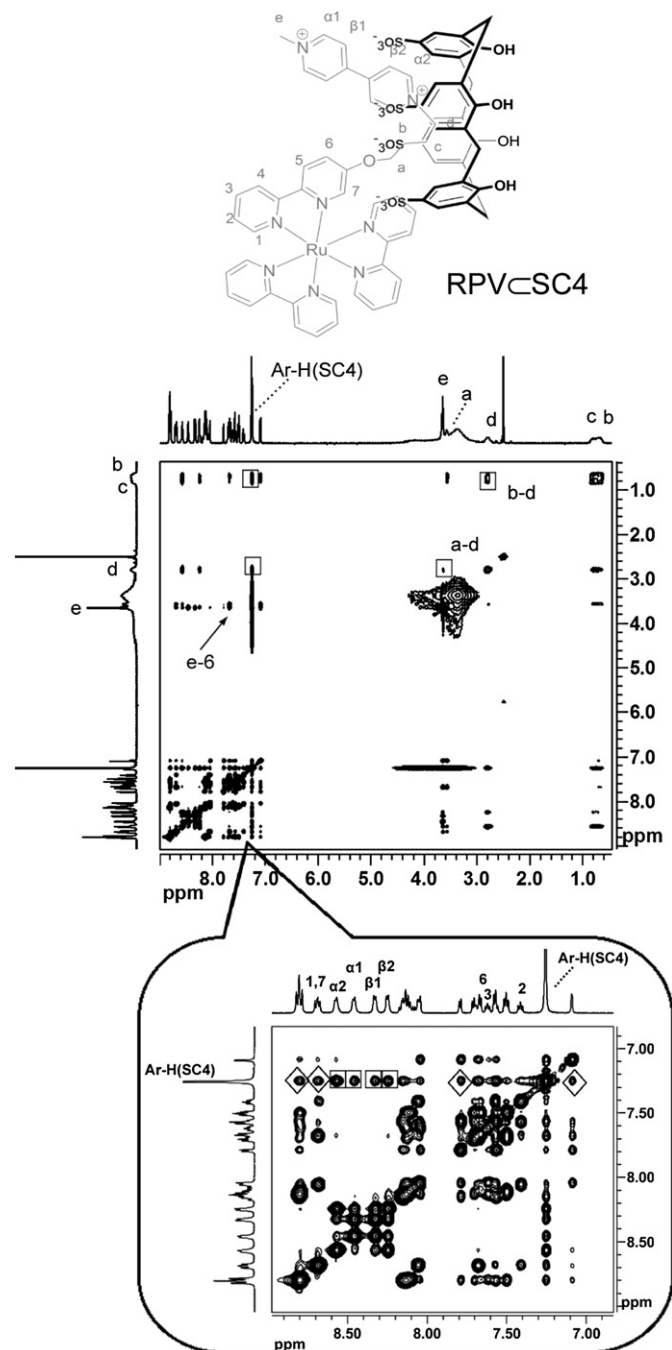 e
α1
β1
N
+
-
3OS
β2
α2
OH
N
+
3OS
-
OH
d
b
3OS
-
c
OH
a
6
5
O
4
7
3
2
N
N
1
3OS
-
OH
N
Ru
N
N
N
RPV⊂SC4
Ar-H(SC4)
e
a
d
c b
b
c
d
e
b-d
a-d
e-6
1.0
2.0
3.0
4.0
5.0
6.0
7.0
8.0
ppm
8.0 7.0 6.0 5.0 4.0 3.0 2.0 1.0
ppm
1,7
α2
α1
β1
β2
6
3
2
Ar-H(SC4)
Ar-H(SC4)
7.00
7.50
8.00
8.50
ppm
8.50 8.00 7.50 7.00
ppm